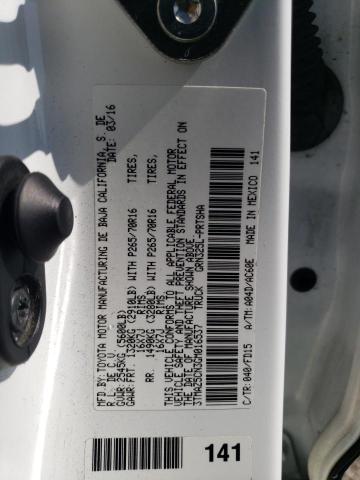 MFD.BY:TOYOTA MOTOR MANUFACTURING DE BAJA CALIFORNIA, S. DE
R. L. DE C.V. DATE: 03/16
GVWR: 2545KG (5600LB)
GAWR: FRT. 1320KG (2910LB) WITH P265/70R16 TIRES,
16X7J RIMS
RR. 1490KG (3280LB) WITH P265/70R16 TIRES,
16X7J RIMS
THIS VEHICLE CONFORMS TO ALL APPLICABLE FEDERAL MOTOR
VEHICLE SAFETY AND THEFT PREVENTION STANDARDS IN EFFECT ON
THE DATE OF MANUFACTURE SHOWN ABOVE.
3TMAZ5CN3GM016537 TRUCK GRN325L-PRTSHA
C/TR: 040/FD15 A/TM: A04D/AC60E MADE IN MEXICO 141
141